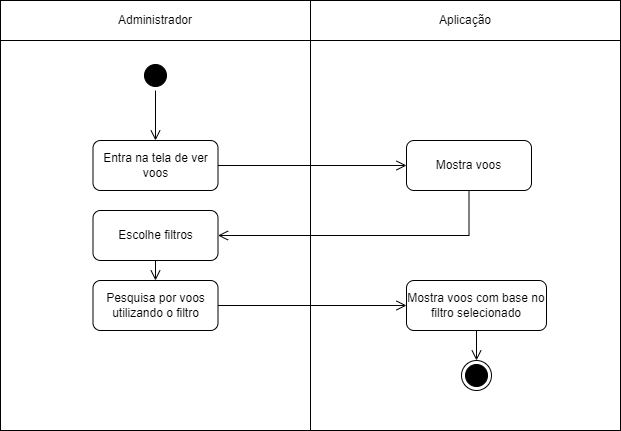 Administrador
Aplicação
Entra na tela de ver
voos
Mostra voos
Escolhe filtros
Pesquisa por voos
utilizando o filtro
Mostra voos com base no
filtro selecionado